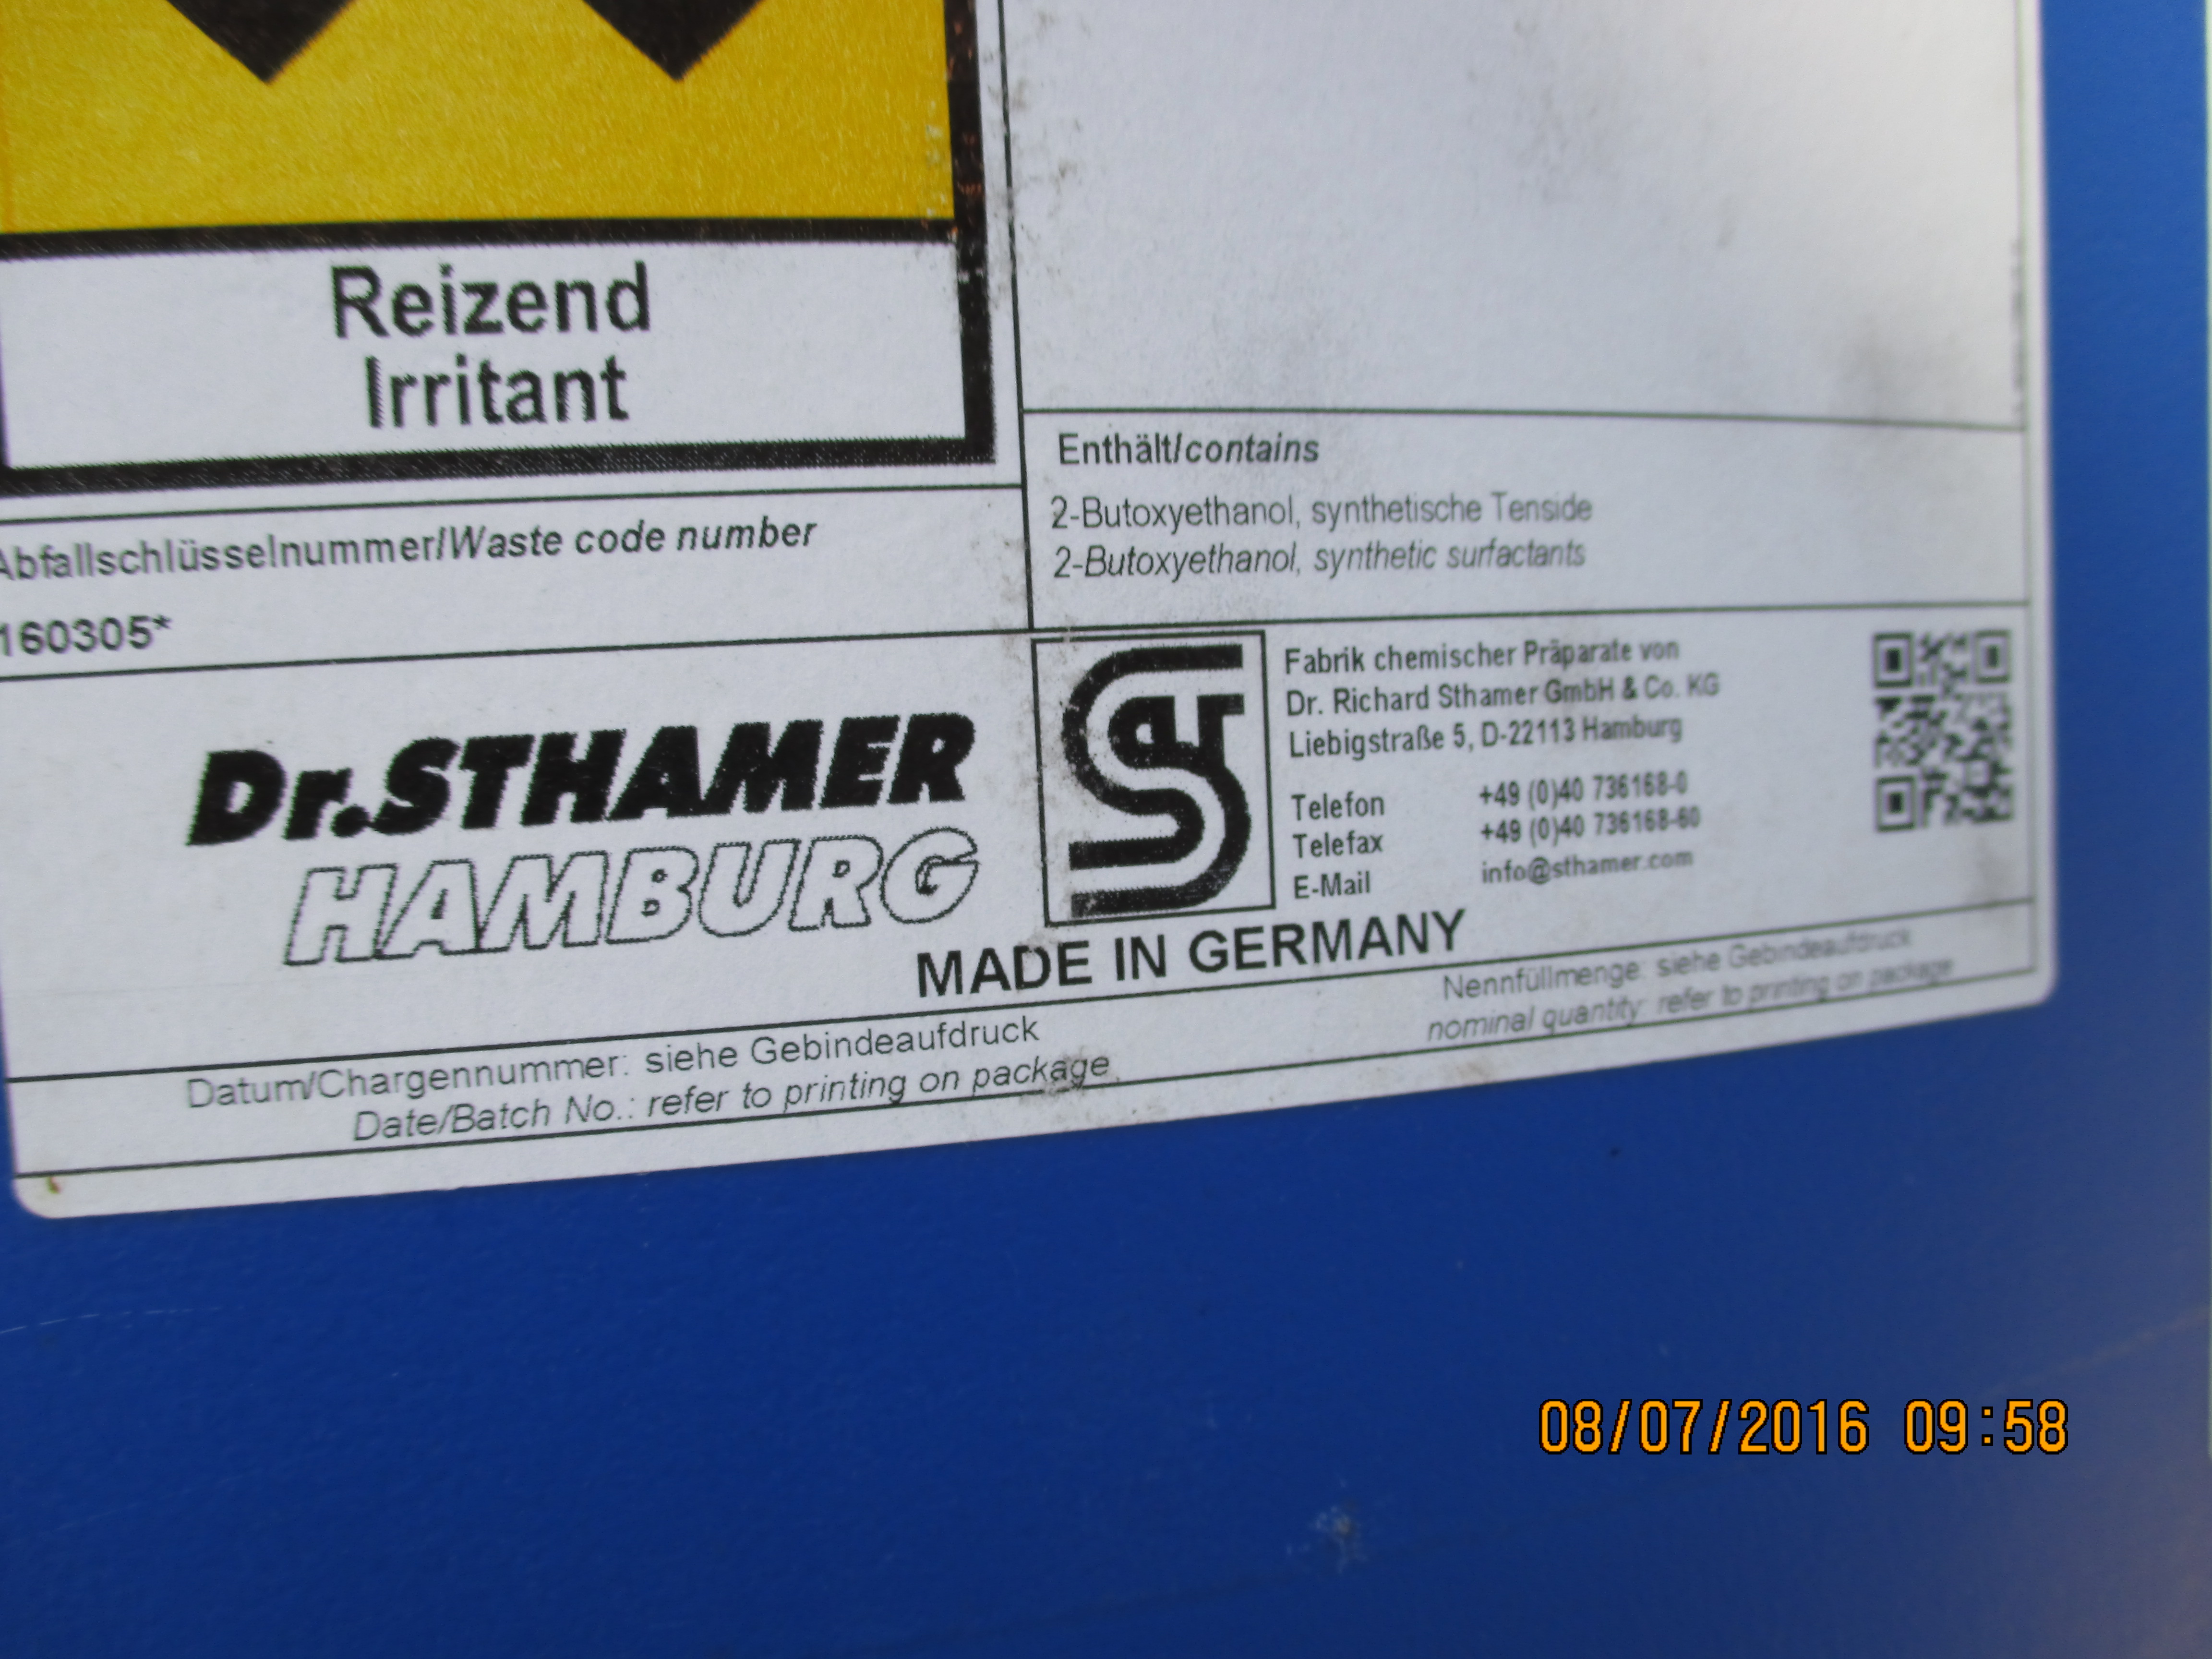 Reizend
Irritant
Enthält/contains
2-Butoxyethanol, synthetische Tenside
2-Butoxyethanol, synthetic surfactants
Abfallschlüsselnummer/Waste code number
160305*
Dr.STHAMER
HAMBURG
Fabrik chemischer Präparate von
Dr. Richard Sthamer GmbH & Co. KG
Liebigstraße 5, D-22113 Hamburg
Telefon +49 (0)40 736168-0
Telefax +49 (0)40 736168-60
E-Mail info@sthamer.com
MADE IN GERMANY
Datum/Chargennummer: siehe Gebindeaufdruck
Date/Batch No.: refer to printing on package
Nennfüllmenge: siehe Gebindeaufdruck
nominal quantity: refer to printing on package
08/07/2016 09:58